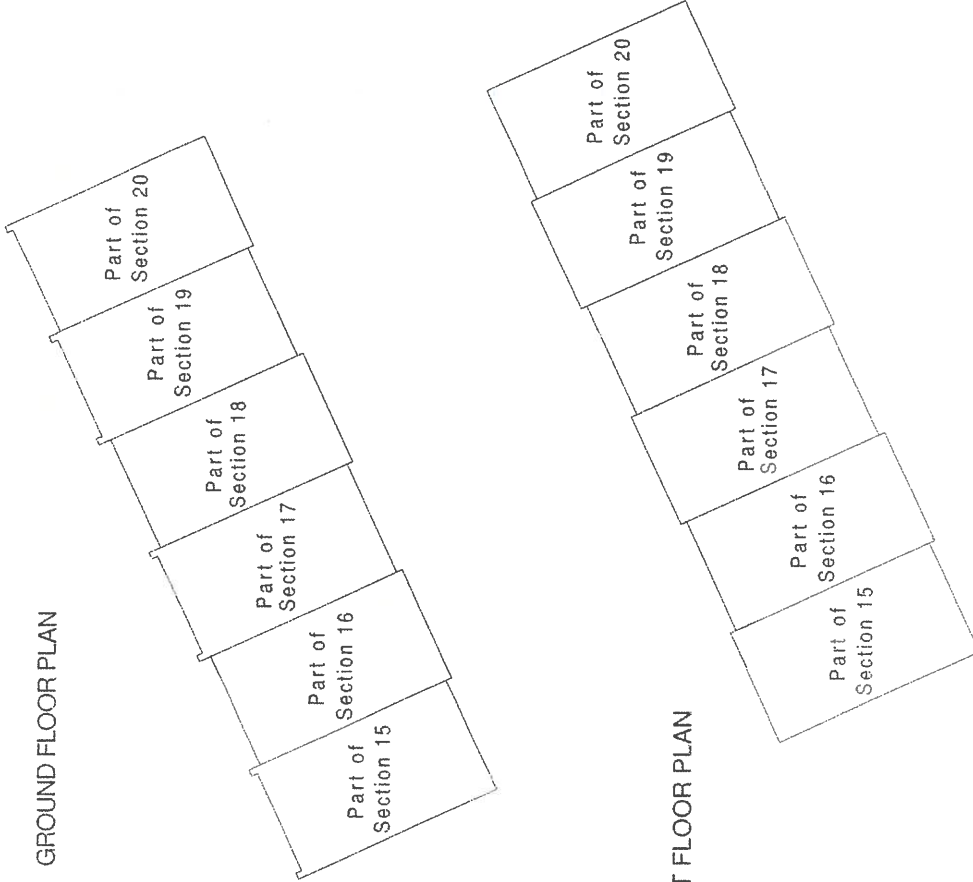 GROUND FLOOR PLAN
Part of
Section 15
Part of
Section 16
Part of
Section 17
Part of
Section 18
Part of
Section 19
Part of
Section 20
T FLOOR PLAN
Part of
Section 15
Part of
Section 16
Part of
Section 17
Part of
Section 18
Part of
Section 19
Part of
Section 20